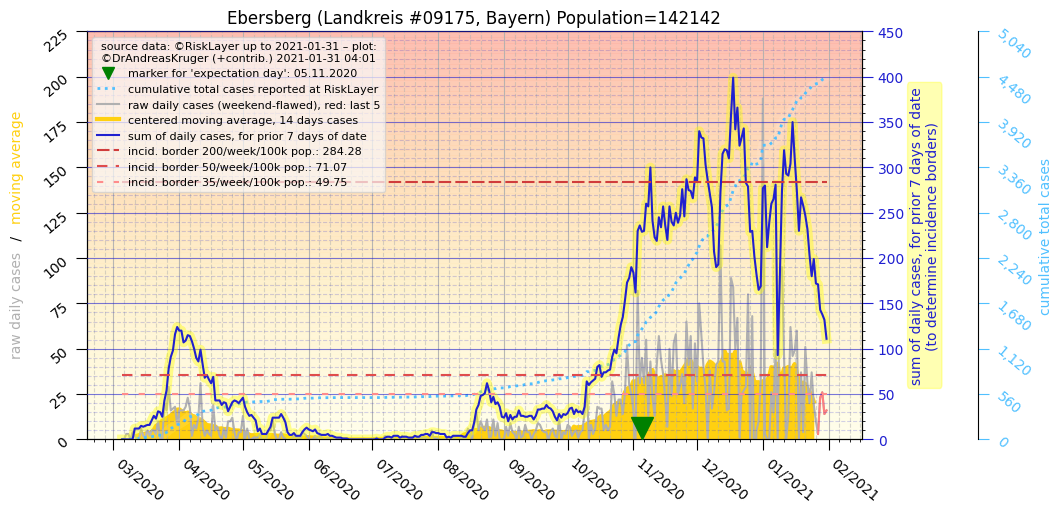 Ebersberg (Landkreis #09175, Bayern) Population=142142
source data: ©RiskLayer up to 2021-01-31 – plot:
©DrAndreasKruger (+contrib.) 2021-01-31 04:01
marker for 'expectation day': 05.11.2020
cumulative total cases reported at RiskLayer
raw daily cases (weekend-flawed), red: last 5
centered moving average, 14 days cases
sum of daily cases, for prior 7 days of date
incid. border 200/week/100k pop.: 284.28
incid. border 50/week/100k pop.: 71.07
incid. border 35/week/100k pop.: 49.75
raw daily cases / moving average
225
200
175
150
125
100
75
50
25
0
03/2020
04/2020
05/2020
06/2020
07/2020
08/2020
09/2020
10/2020
11/2020
12/2020
01/2021
02/2021
450
400
350
300
250
200
150
100
50
0
sum of daily cases, for prior 7 days of date
(to determine incidence borders)
5,040
4,480
3,920
3,360
2,800
2,240
1,680
1,120
560
0
cumulative total cases